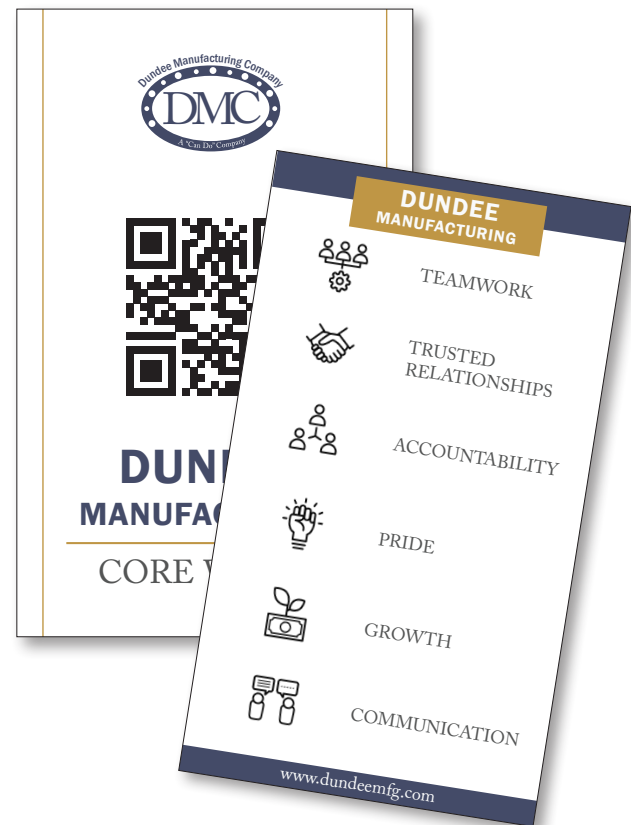 Dundee Manufacturing Company
DMC
A "Can Do" Company
DUN
MANUFAC
CORE
DUNDEE
MANUFACTURING
TEAMWORK
TRUSTED
RELATIONSHIPS
ACCOUNTABILITY
PRIDE
GROWTH
COMMUNICATION
www.dundeemfg.com